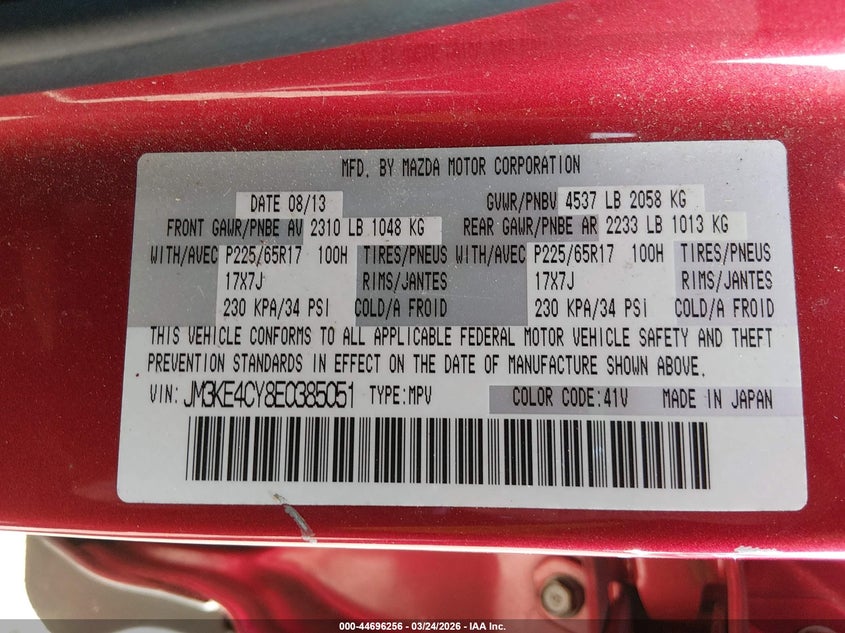 MFD. BY MAZDA MOTOR CORPORATION
DATE 08/13 GVWR/PNBV 4537 LB 2058 KG
FRONT GAWR/PNBE AV 2310 LB 1048 KG REAR GAWR/PNBE AR 2233 LB 1013 KG
WITH/AVEC P225/65R17 100H TIRES/PNEUS WITH/AVEC P225/65R17 100H TIRES/PNEUS
17X7J RIMS/JANTES 17X7J RIMS/JANTES
230 KPA/34 PSI COLD/A FROID 230 KPA/34 PSI COLD/A FROID
THIS VEHICLE CONFORMS TO ALL APPLICABLE FEDERAL MOTOR VEHICLE SAFETY AND THEFT
PREVENTION STANDARDS IN EFFECT ON THE DATE OF MANUFACTURE SHOWN ABOVE.
VIN: JM3KE4CY8E0385051 TYPE:MPV COLOR CODE:41V MADE IN JAPAN
000-44696256 - 03/24/2026 - IAA Inc.